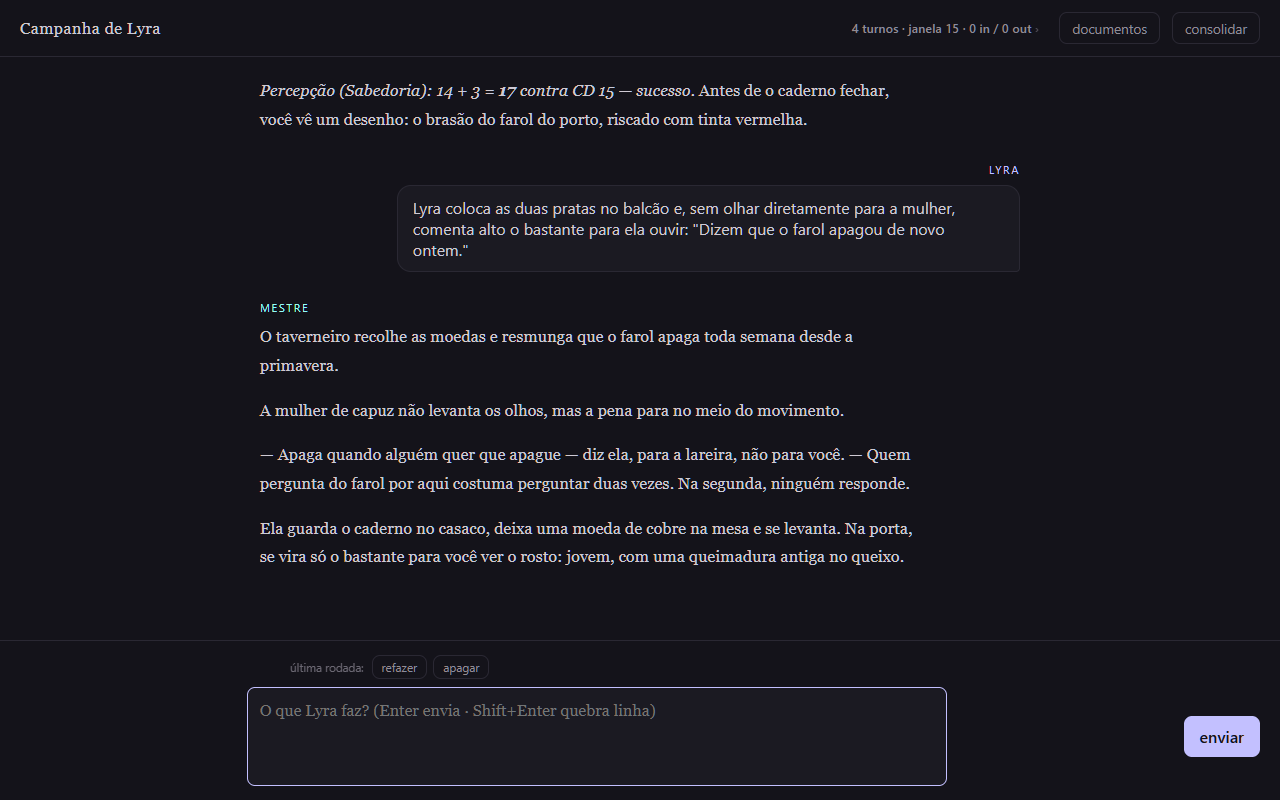 Campanha de Lyra
4 turnos · janela 15 · 0 in / 0 out ›
documentos
consolidar
Percepção (Sabedoria): 14 + 3 = 17 contra CD 15 — sucesso. Antes de o caderno fechar,
você vê um desenho: o brasão do farol do porto, riscado com tinta vermelha.
LYRA
Lyra coloca as duas pratas no balcão e, sem olhar diretamente para a mulher,
comenta alto o bastante para ela ouvir: "Dizem que o farol apagou de novo
ontem."
MESTRE
O taverneiro recolhe as moedas e resmunga que o farol apaga toda semana desde a
primavera.
A mulher de capuz não levanta os olhos, mas a pena para no meio do movimento.
— Apaga quando alguém quer que apague — diz ela, para a lareira, não para você. — Quem
pergunta do farol por aqui costuma perguntar duas vezes. Na segunda, ninguém responde.
Ela guarda o caderno no casaco, deixa uma moeda de cobre na mesa e se levanta. Na porta,
se vira só o bastante para você ver o rosto: jovem, com uma queimadura antiga no queixo.
última rodada:
refazer
apagar
O que Lyra faz? (Enter envia · Shift+Enter quebra linha)
enviar